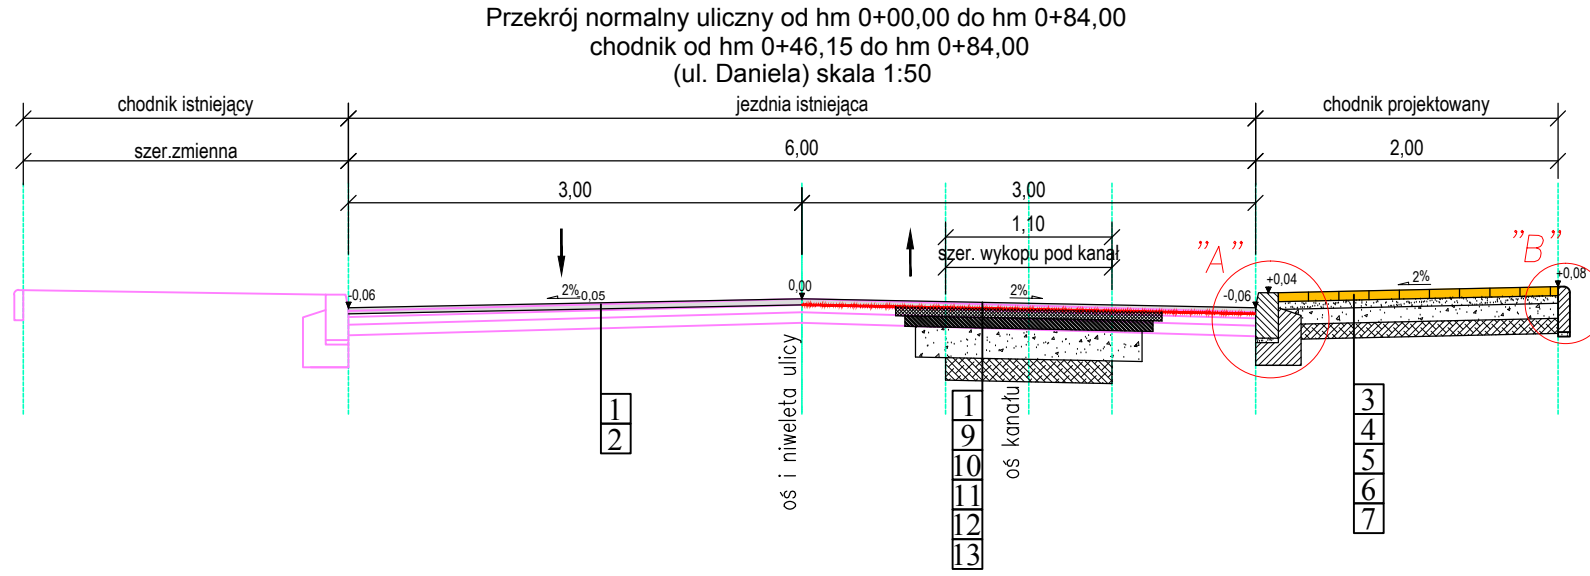 Przekrój normalny uliczny od hm 0+00,00 do hm 0+84,00
chodnik od hm 0+46,15 do hm 0+84,00
(ul. Daniela) skala 1:50
chodnik istniejący
jezdnia istniejąca
chodnik projektowany
szer.zmienna
6,00
2,00
3,00
3,00
1,10
szer. wykopu pod kanał
"A"
"B"
-0,06
2%
-0,05
0,00
2%
-0,06
+0,04
2%
+0,08
oś i niweleta ulicy
oś kanału
1
2
1
9
10
11
12
13
3
4
5
6
7